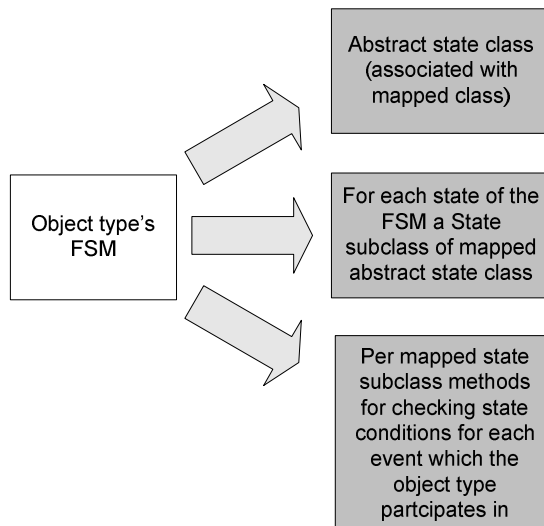 Abstract state class
(associated with
mapped class)
Object type's
FSM
For each state of the
FSM a State
subclass of mapped
abstract state class
Per mapped state
subclass methods
for checking state
conditions for each
event which the
object type
partcipates in